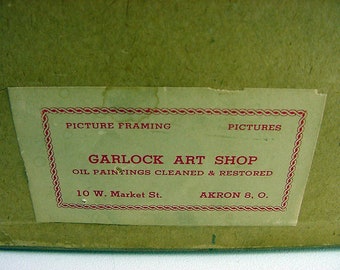 PICTURE FRAMING PICTURES
GARLOCK ART SHOP
OIL PAINTINGS CLEANED & RESTORED
10 W. Market St. AKRON 8, O.